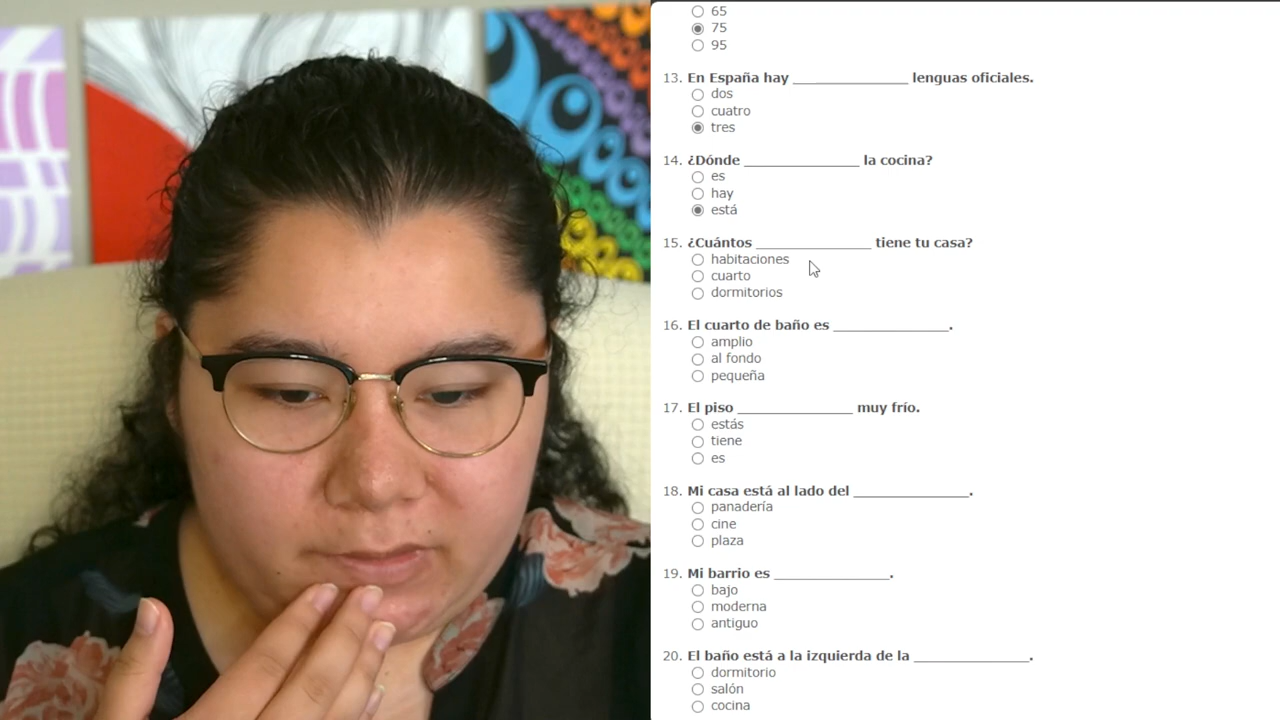 65
75
95
13. En España hay _______________ lenguas oficiales.
dos
cuatro
tres
14. ¿Dónde _______________ la cocina?
es
hay
está
15. ¿Cuántos _______________ tiene tu casa?
habitaciones
cuarto
dormitorios
16. El cuarto de baño es _______________.
amplio
al fondo
pequeña
17. El piso _______________ muy frío.
estás
tiene
es
18. Mi casa está al lado del _______________.
panadería
cine
plaza
19. Mi barrio es _______________.
bajo
moderna
antiguo
20. El baño está a la izquierda de la _______________.
dormitorio
salón
cocina